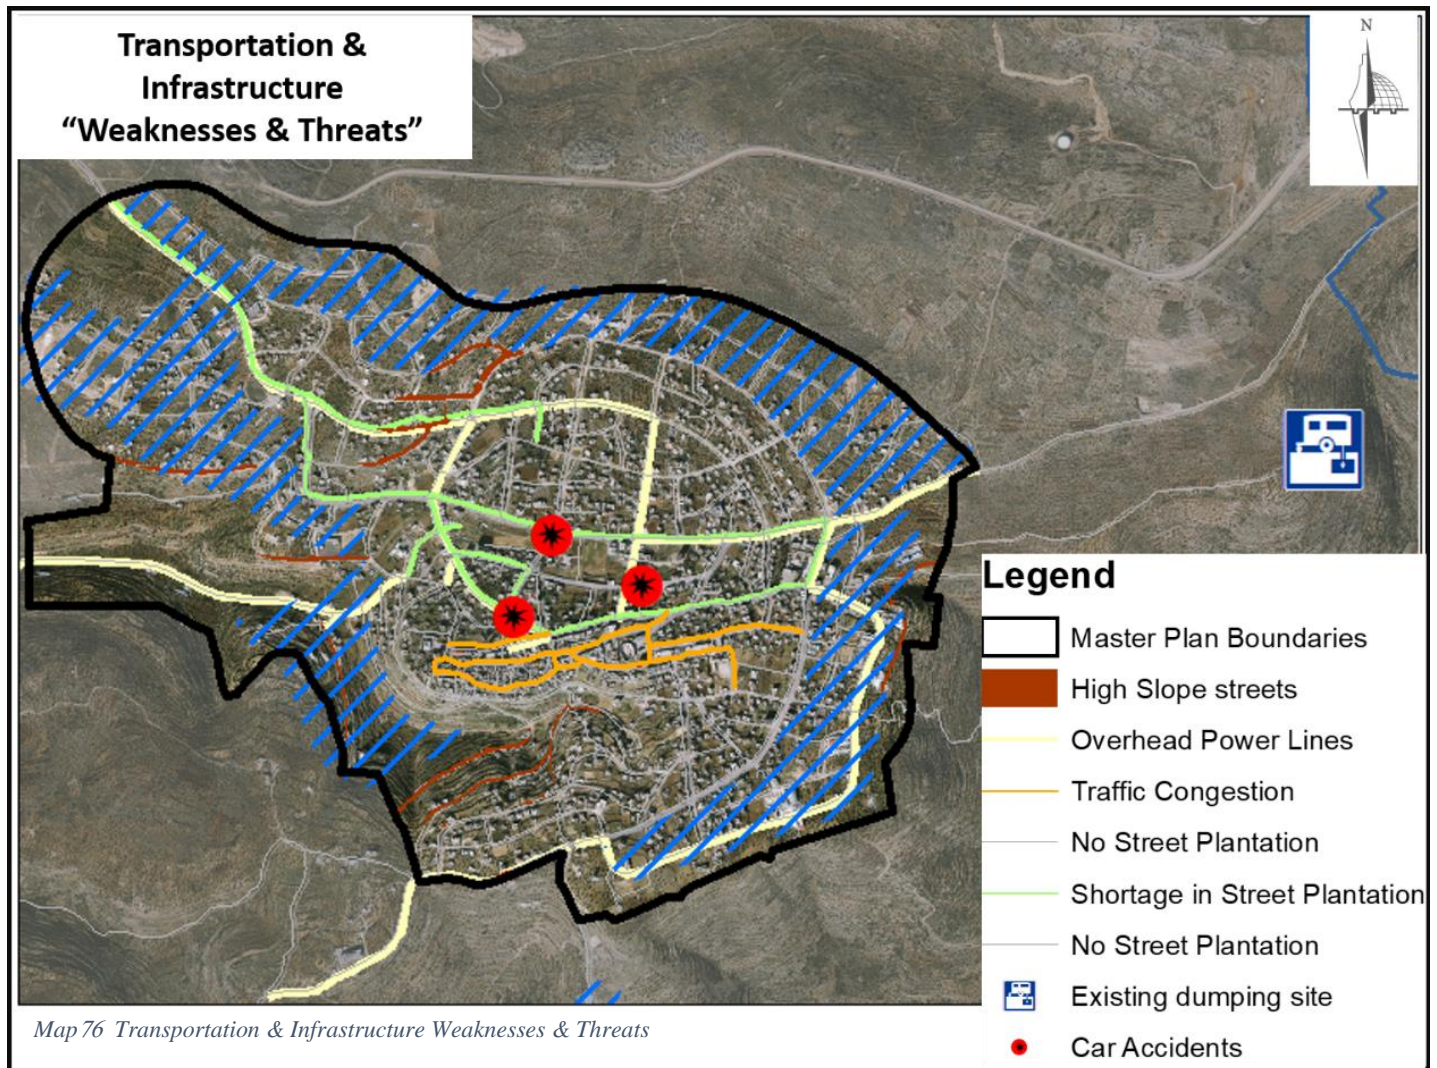 Transportation &
Infrastructure
“Weaknesses & Threats”
N
Legend
Master Plan Boundaries
High Slope streets
Overhead Power Lines
Traffic Congestion
No Street Plantation
Shortage in Street Plantation
No Street Plantation
Existing dumping site
Car Accidents
Map 76 Transportation & Infrastructure Weaknesses & Threats